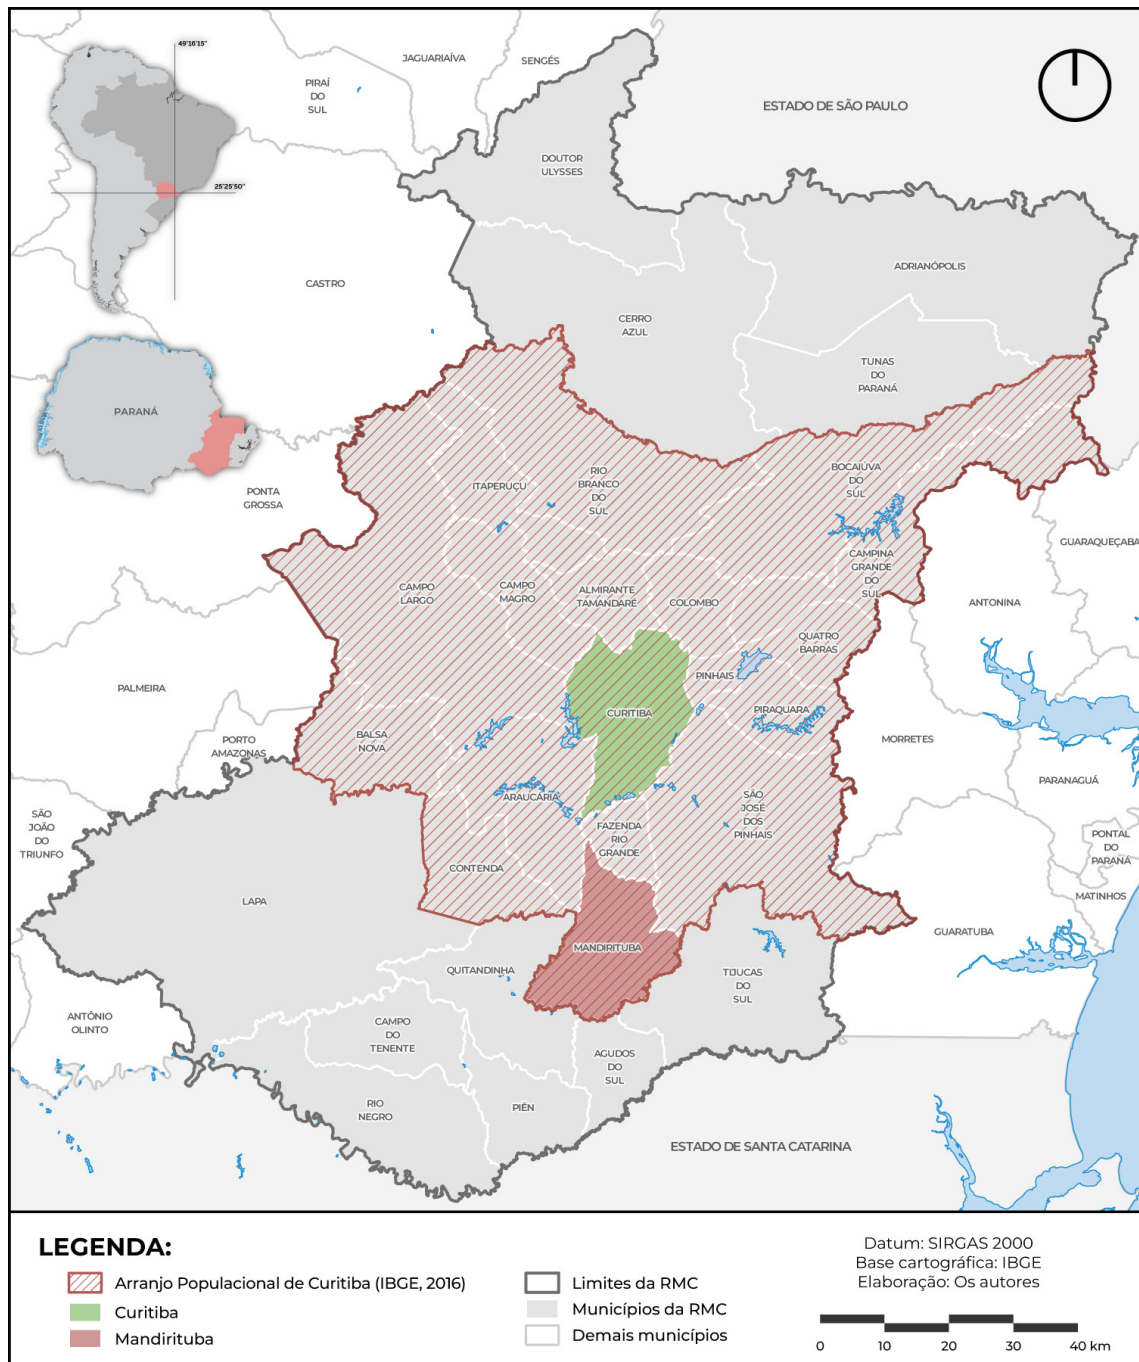 49°16'15"
JAGUARIAÍVA
SENGÉS
PIRAÍ
DO
SUL
ESTADO DE SÃO PAULO
DOUTOR
ULYSSES
25°25'50"
CASTRO
ADRIANÓPOLIS
CERRO
AZUL
TUNAS
DO
PARANÁ
PARANÁ
PONTA
GROSSA
ITAPERUÇU
RIO
BRANCO
DO
SUL
BOCAIÚVA
DO
SUL
GUARAQUEÇABA
CAMPO
LARGO
CAMPO
MAGRO
ALMIRANTE
TAMANDARÉ
COLOMBO
CAMPINA
GRANDE
DO
SUL
ANTONINA
QUATRO
BARRAS
PINHAIS
PALMEIRA
CURITIBA
PIRAQUARA
PORTO
AMAZONAS
BALSA
NOVA
MORRETES
PARANAGUÁ
SÃO
JOÃO
DO
TRIUNFO
ARAUCÁRIA
FAZENDA
RIO
GRANDE
SÃO
JOSÉ
DOS
PINHAIS
PONTAL
DO
PARANÁ
CONTENDA
MATINHOS
LAPA
GUARATUBA
MANDIRITUBA
QUITANDINHA
TIJUCAS
DO
SUL
ANTÔNIO
OLINTO
CAMPO
DO
TENENTE
AGUDOS
DO
SUL
RIO
NEGRO
PIÊN
ESTADO DE SANTA CATARINA
LEGENDA:
Arranjo Populacional de Curitiba (IBGE, 2016)
Curitiba
Mandirituba
Limites da RMC
Municípios da RMC
Demais municípios
Datum: SIRGAS 2000
Base cartográfica: IBGE
Elaboração: Os autores
0 10 20 30 40 km